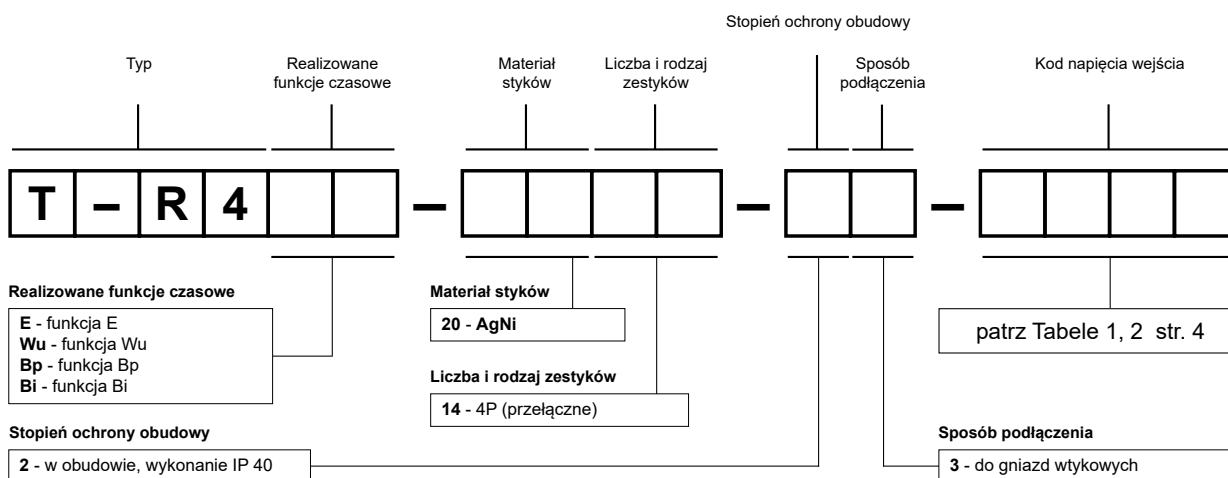 Stopień ochrony obudowy
Typ
Realizowane
funkcje czasowe
Materiał
styków
Liczba i rodzaj
zestyków
Sposób
podłączenia
Kod napięcia wejścia
T – R 4 – – –
Realizowane funkcje czasowe
E - funkcja E
Wu - funkcja Wu
Bp - funkcja Bp
Bi - funkcja Bi
Materiał styków
20 - AgNi
patrz Tabele 1, 2 str. 4
Liczba i rodzaj zestyków
14 - 4P (przełączne)
Stopień ochrony obudowy
2 - w obudowie, wykonanie IP 40
Sposób podłączenia
3 - do gniazd wtykowych